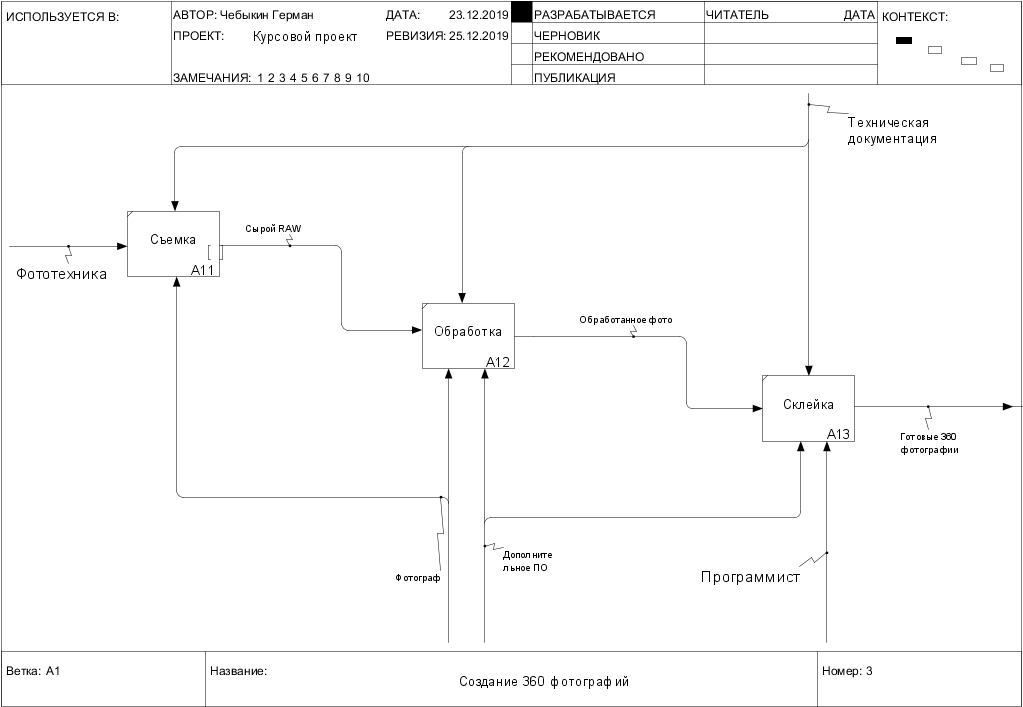 ИСПОЛЬЗУЕТСЯ В:
АВТОР: Чебыкин Герман
ДАТА: 23.12.2019
РАЗРАБАТЫВАЕТСЯ
ЧИТАТЕЛЬ
ДАТА
КОНТЕКСТ:
ПРОЕКТ: Курсовой проект
РЕВИЗИЯ: 25.12.2019
ЧЕРНОВИК
РЕКОМЕНДОВАНО
ЗАМЕЧАНИЯ: 1 2 3 4 5 6 7 8 9 10
ПУБЛИКАЦИЯ
Техническая
документация
Съемка
A11
Сырой RAW
Фототехника
Обработка
A12
Обработанное фото
Склейка
A13
Готовые 360
фотографии
Дополните
льное ПО
Фотограф
Программист
Ветка: A1
Название:
Создание 360 фотографий
Номер: 3